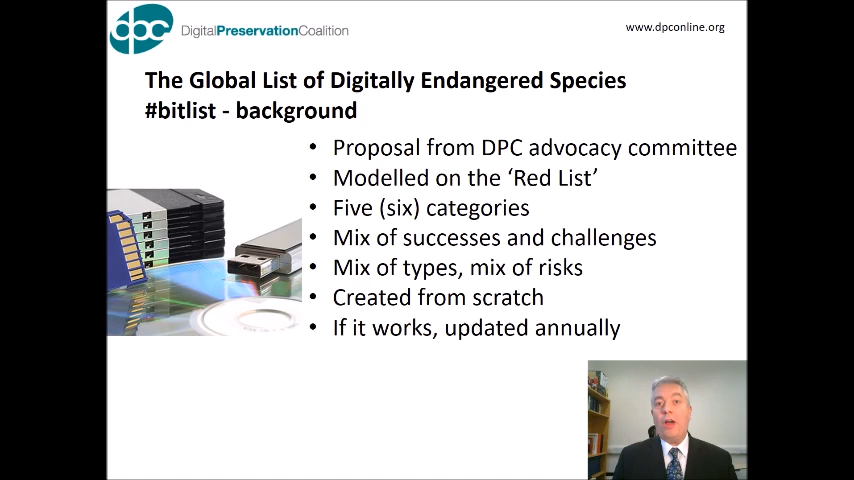 dpc DigitalPreservationCoalition
www.dpconline.org
The Global List of Digitally Endangered Species
#bitlist - background
• Proposal from DPC advocacy committee
• Modelled on the ‘Red List’
• Five (six) categories
• Mix of successes and challenges
• Mix of types, mix of risks
• Created from scratch
• If it works, updated annually